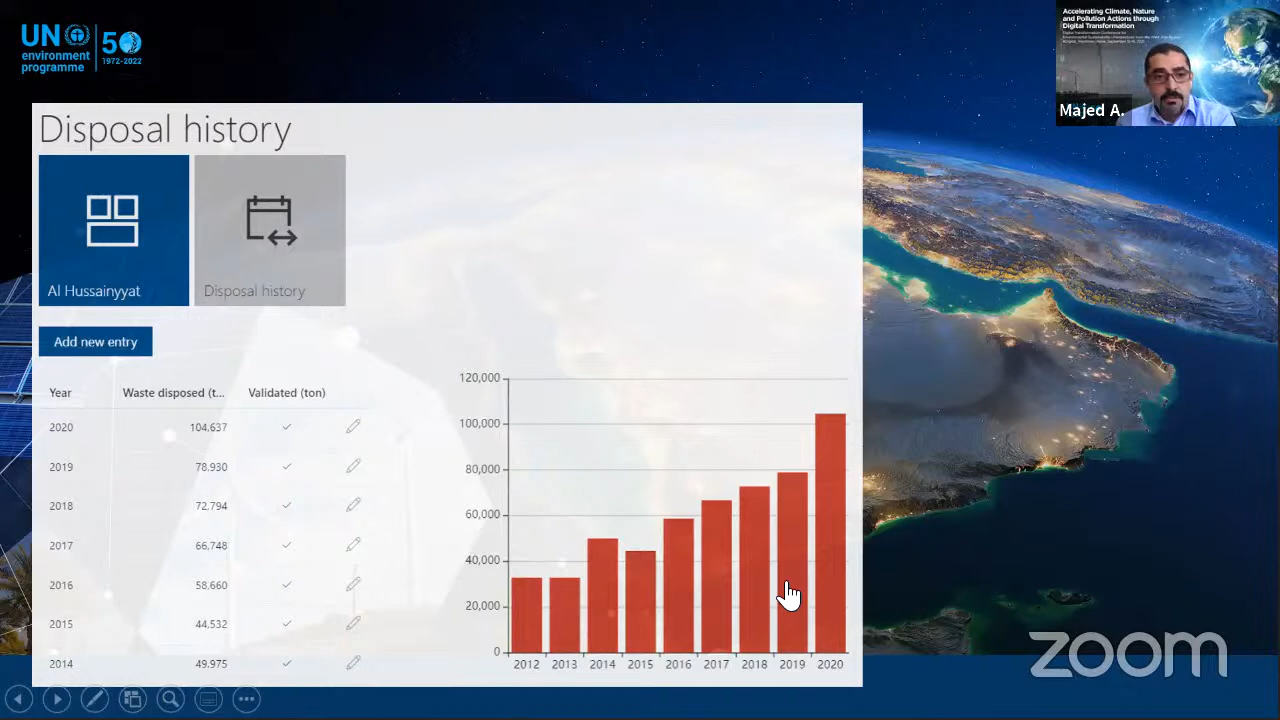 UN
environment
programme
50
1972-2022
Accelerating Climate, Nature
and Pollution Actions through
Digital Transformation
Majed A.
Disposal history
Al Hussainyyat
Disposal history
Add new entry
Year Waste disposed (t... Validated (ton)
2020 104,637
2019 78,930
2018 72,794
2017 66,748
2016 58,660
2015 44,532
2014 49,975
120,000
100,000
80,000
60,000
40,000
20,000
0
2012 2013 2014 2015 2016 2017 2018 2019 2020
zoom